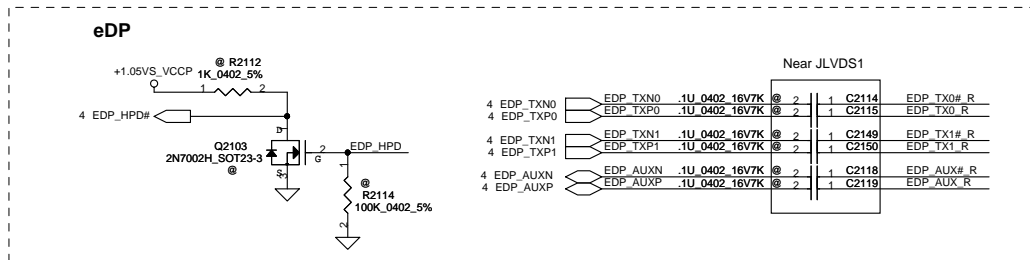 eDP
@ R2112
+1.05VS_VCCP
1K_0402_5%
1 2
4 EDP_HPD#
D
Q2103
2N7002H_SOT23-3
@
2
G
EDP_HPD
S
3
1
@
R2114
100K_0402_5%
2
Near JLVDS1
4 EDP_TXN0 EDP_TXN0 .1U_0402_16V7K @ 2 1 C2114 EDP_TX0#_R
4 EDP_TXP0 EDP_TXP0 .1U_0402_16V7K @ 2 1 C2115 EDP_TX0_R
4 EDP_TXN1 EDP_TXN1 .1U_0402_16V7K @ 2 1 C2149 EDP_TX1#_R
4 EDP_TXP1 EDP_TXP1 .1U_0402_16V7K @ 2 1 C2150 EDP_TX1_R
4 EDP_AUXN EDP_AUXN .1U_0402_16V7K @ 2 1 C2118 EDP_AUX#_R
4 EDP_AUXP EDP_AUXP .1U_0402_16V7K @ 2 1 C2119 EDP_AUX_R